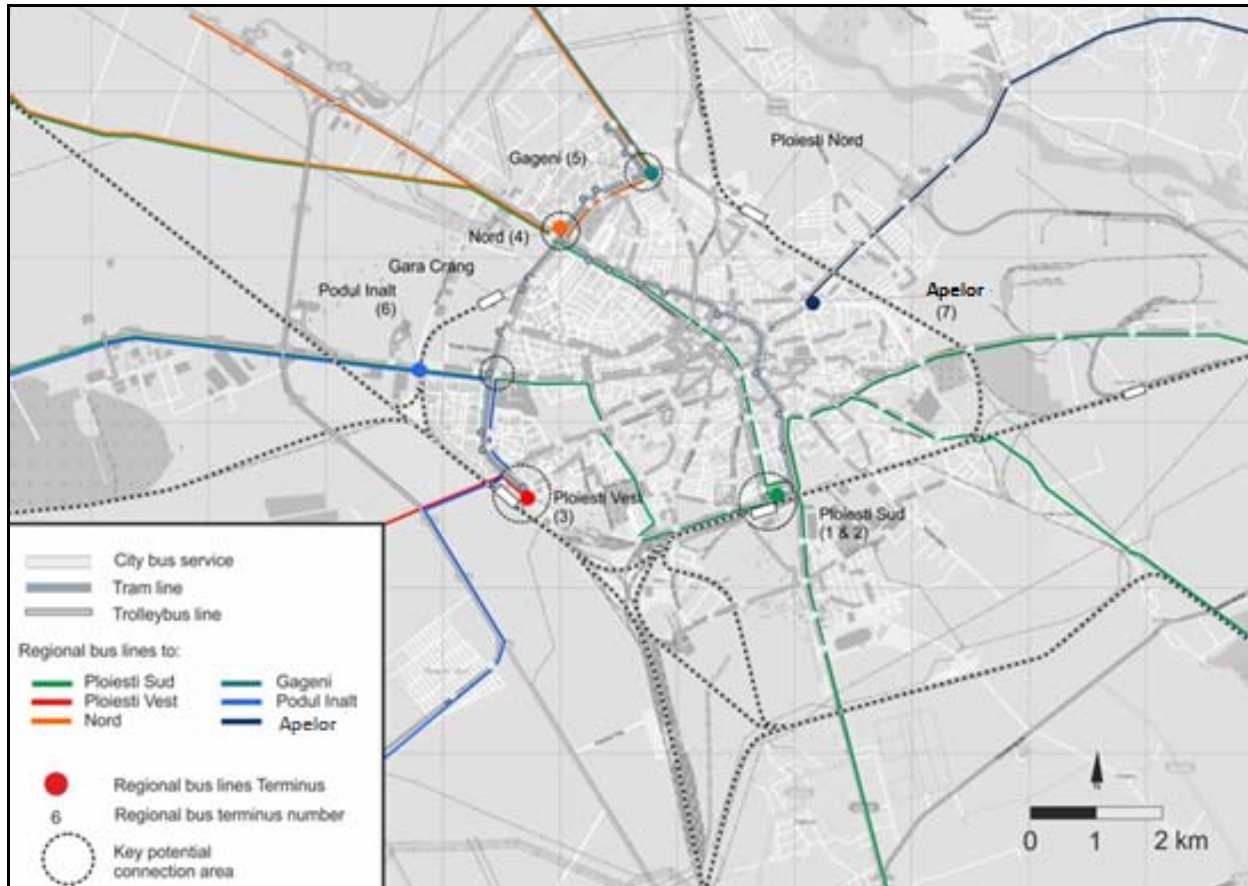 Ploiesti Nord
Gageni (5)
Nord (4)
Gara Crang
Podul Inalt
(6)
Apelor
(7)
Ploiesti Vest
(3)
Ploiesti Sud
(1 & 2)
City bus service
Tram line
Trolleybus line
Regional bus lines to:
Ploiesti Sud
Gageni
Ploiesti Vest
Podul Inalt
Nord
Apelor
Regional bus lines Terminus
6 Regional bus terminus number
Key potential
connection area
N
0 1 2 km